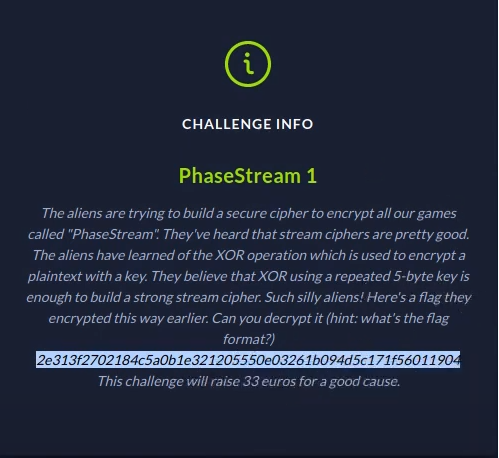 CHALLENGE INFO
PhaseStream 1
The aliens are trying to build a secure cipher to encrypt all our games
called "PhaseStream". They've heard that stream ciphers are pretty good.
The aliens have learned of the XOR operation which is used to encrypt a
plaintext with a key. They believe that XOR using a repeated 5-byte key is
enough to build a strong stream cipher. Such silly aliens! Here's a flag they
encrypted this way earlier. Can you decrypt it (hint: what's the flag
format?)
2e313f2702184c5a0b1e321205550e03261b094d5c171f56011904
This challenge will raise 33 euros for a good cause.